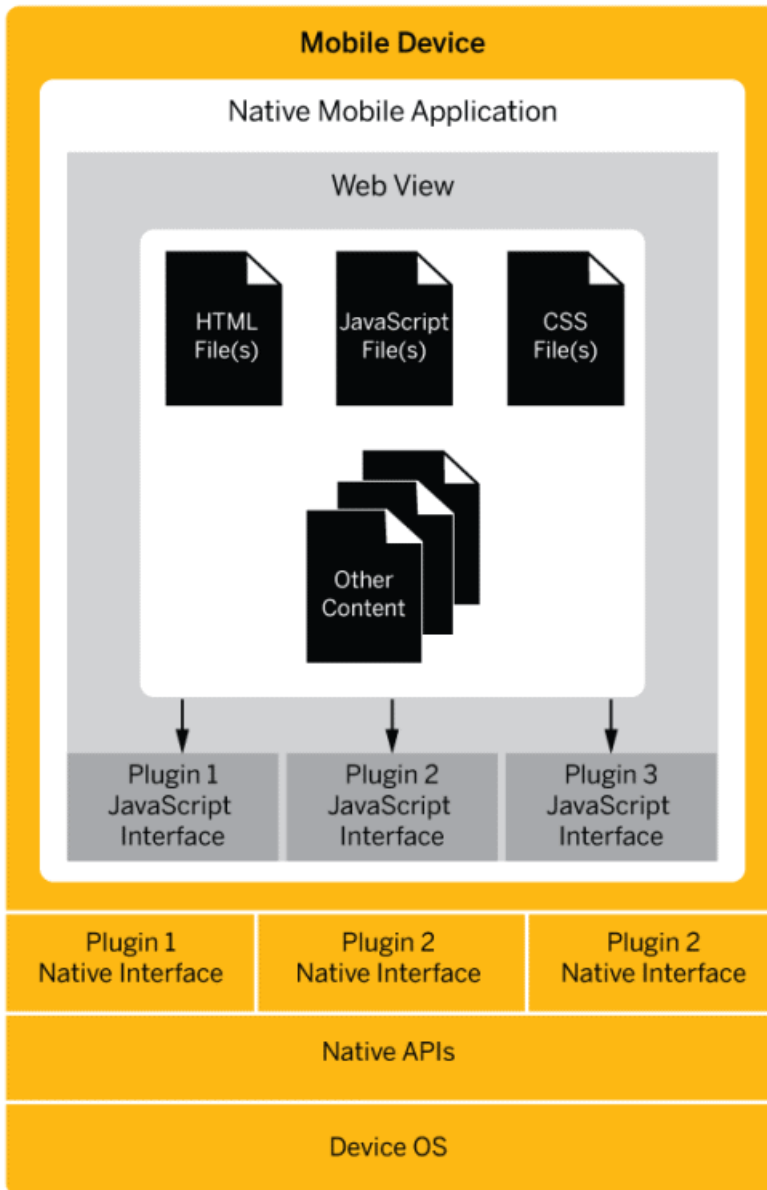 Mobile Device
Native Mobile Application
Web View
HTML
File(s)
JavaScript
File(s)
CSS
File(s)
Other
Content
Plugin 1
JavaScript
Interface
Plugin 2
JavaScript
Interface
Plugin 3
JavaScript
Interface
Plugin 1
Native Interface
Plugin 2
Native Interface
Plugin 2
Native Interface
Native APIs
Device OS